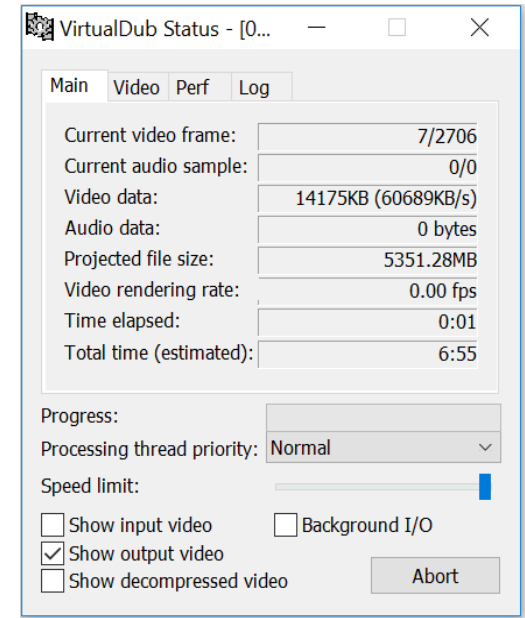 VirtualDub Status - [0...
Main Video Perf Log
Current video frame: 7/2706
Current audio sample: 0/0
Video data: 14175KB (60689KB/s)
Audio data: 0 bytes
Projected file size: 5351.28MB
Video rendering rate: 0.00 fps
Time elapsed: 0:01
Total time (estimated): 6:55
Progress:
Processing thread priority: Normal
Speed limit:
Show input video Background I/O
Show output video
Show decompressed video Abort